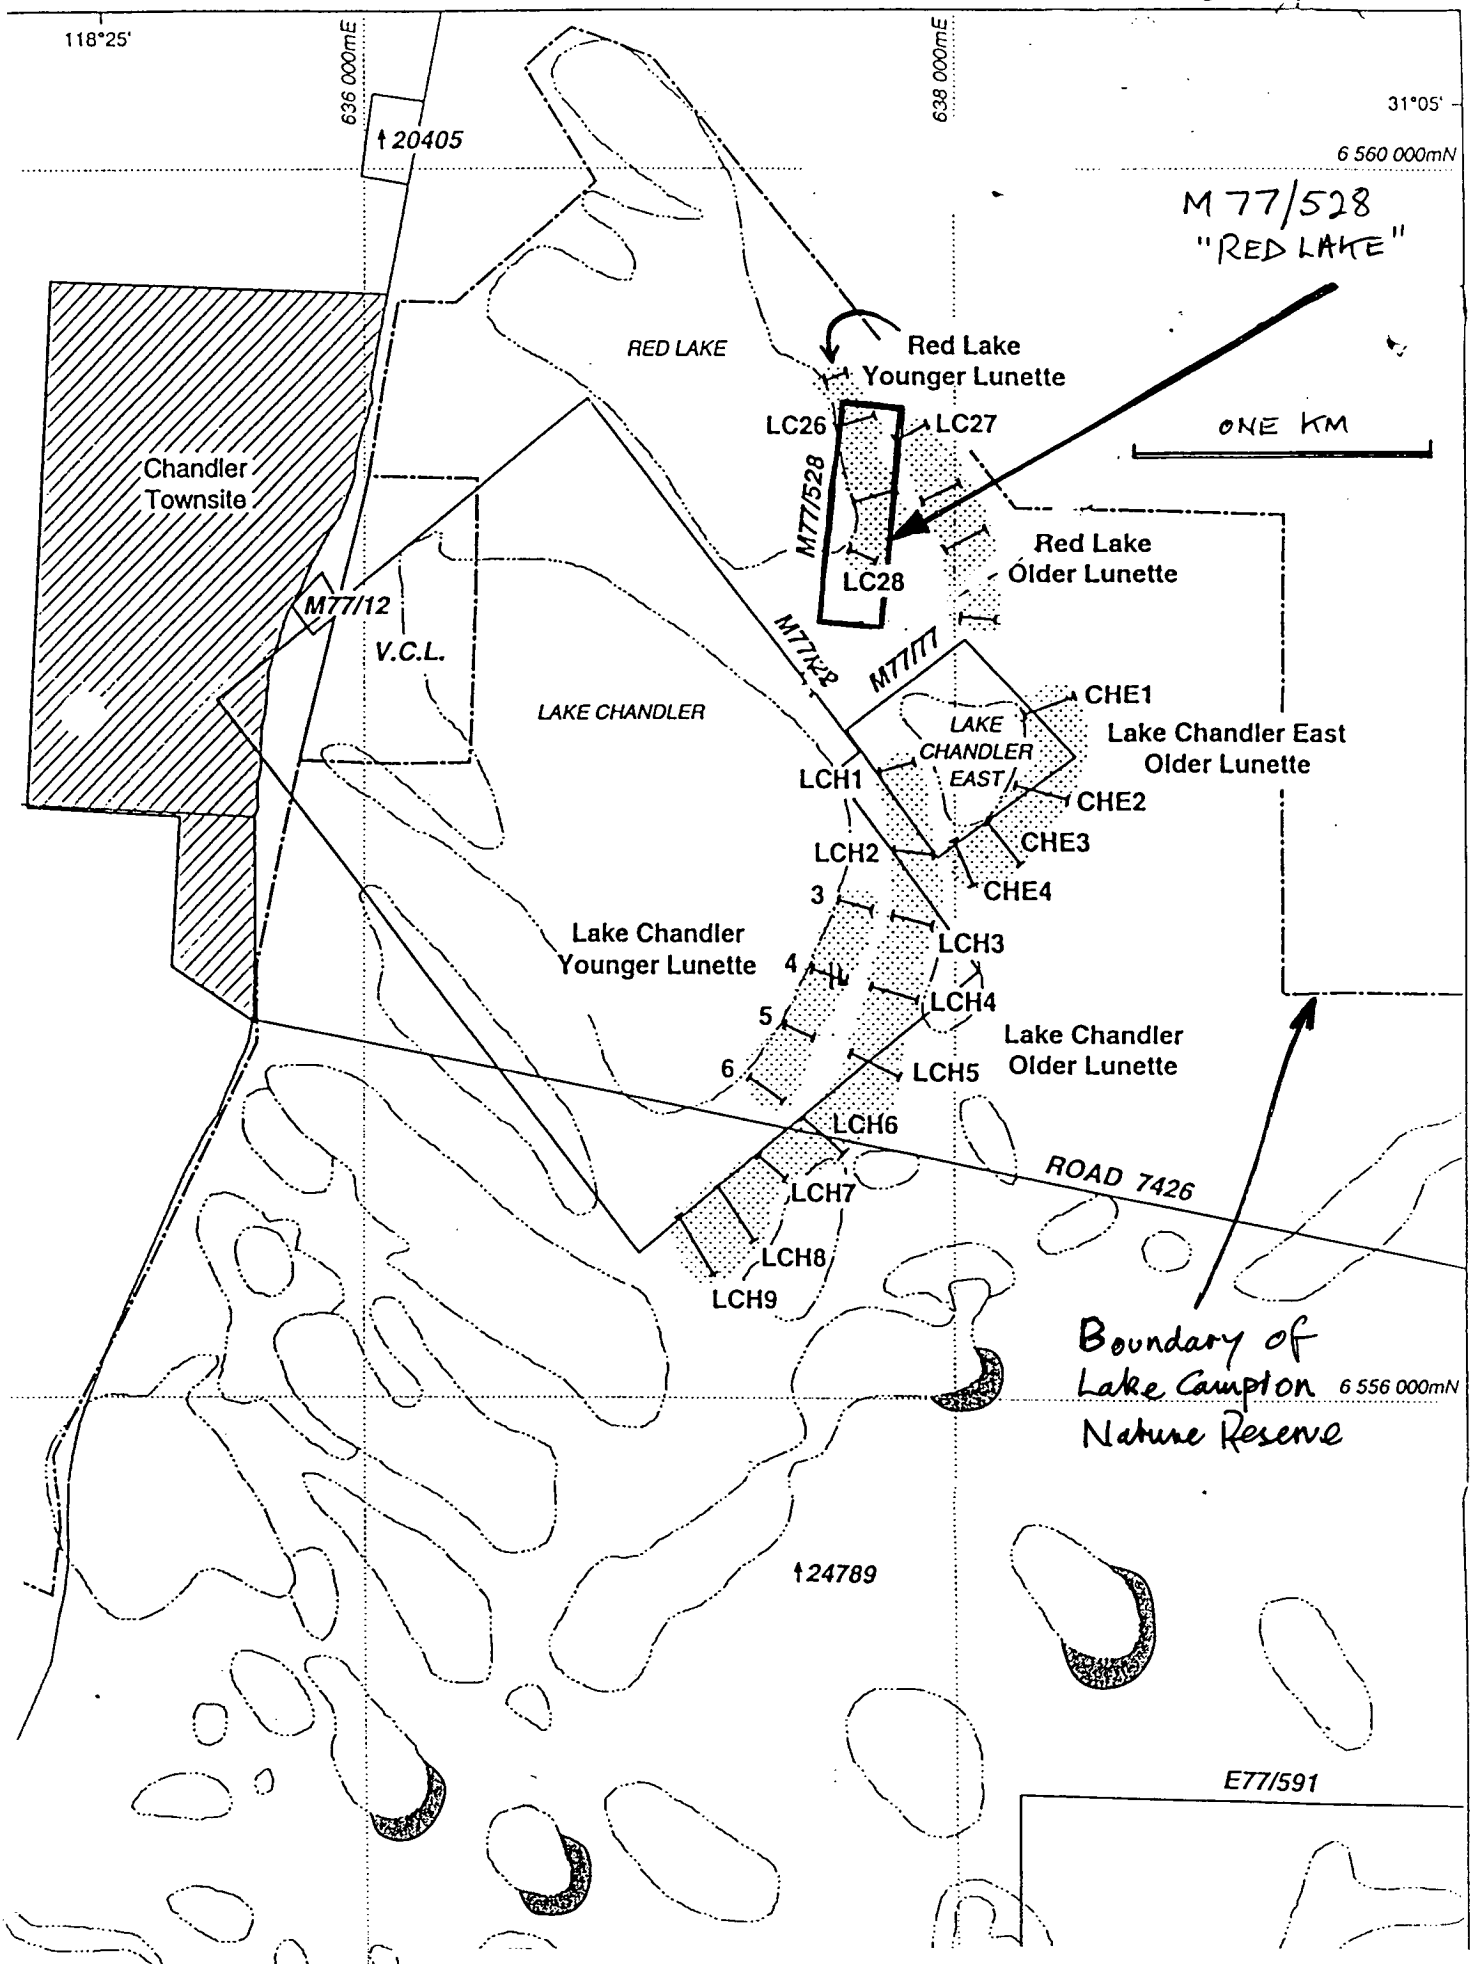 118°25'
636 000mE
638 000mE
31°05'
20405
6 560 000mN
M 77/528
"RED LAKE"
RED LAKE
Red Lake
Younger Lunette
LC26
LC27
ONE KM
Chandler
Townsite
M77/528
Red Lake
Older Lunette
LC28
M77/12
V.C.L.
M77/77
LAKE CHANDLER
LAKE
CHANDLER
EAST
CHE1
Lake Chandler East
Older Lunette
LCH1
CHE2
LCH2
CHE3
3
CHE4
Lake Chandler
Younger Lunette
LCH3
4
LCH4
5
Lake Chandler
Older Lunette
6
LCH5
LCH6
ROAD 7426
LCH7
LCH8
LCH9
Boundary of
Lake Campion
Nature Reserve
6 556 000mN
24789
E77/591